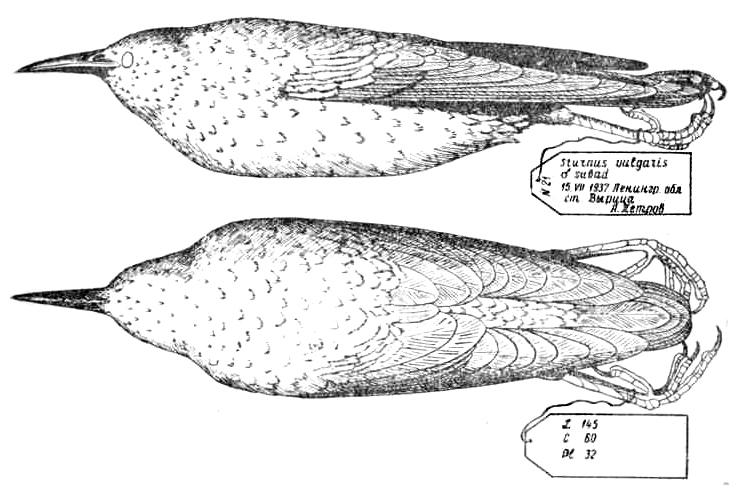 Sturnus vulgaris
♂ subad
15.VII 1937 Ленингр. обл
ст. Вырица
А. Петров
№ 21
L 145
C 60
Pl 32